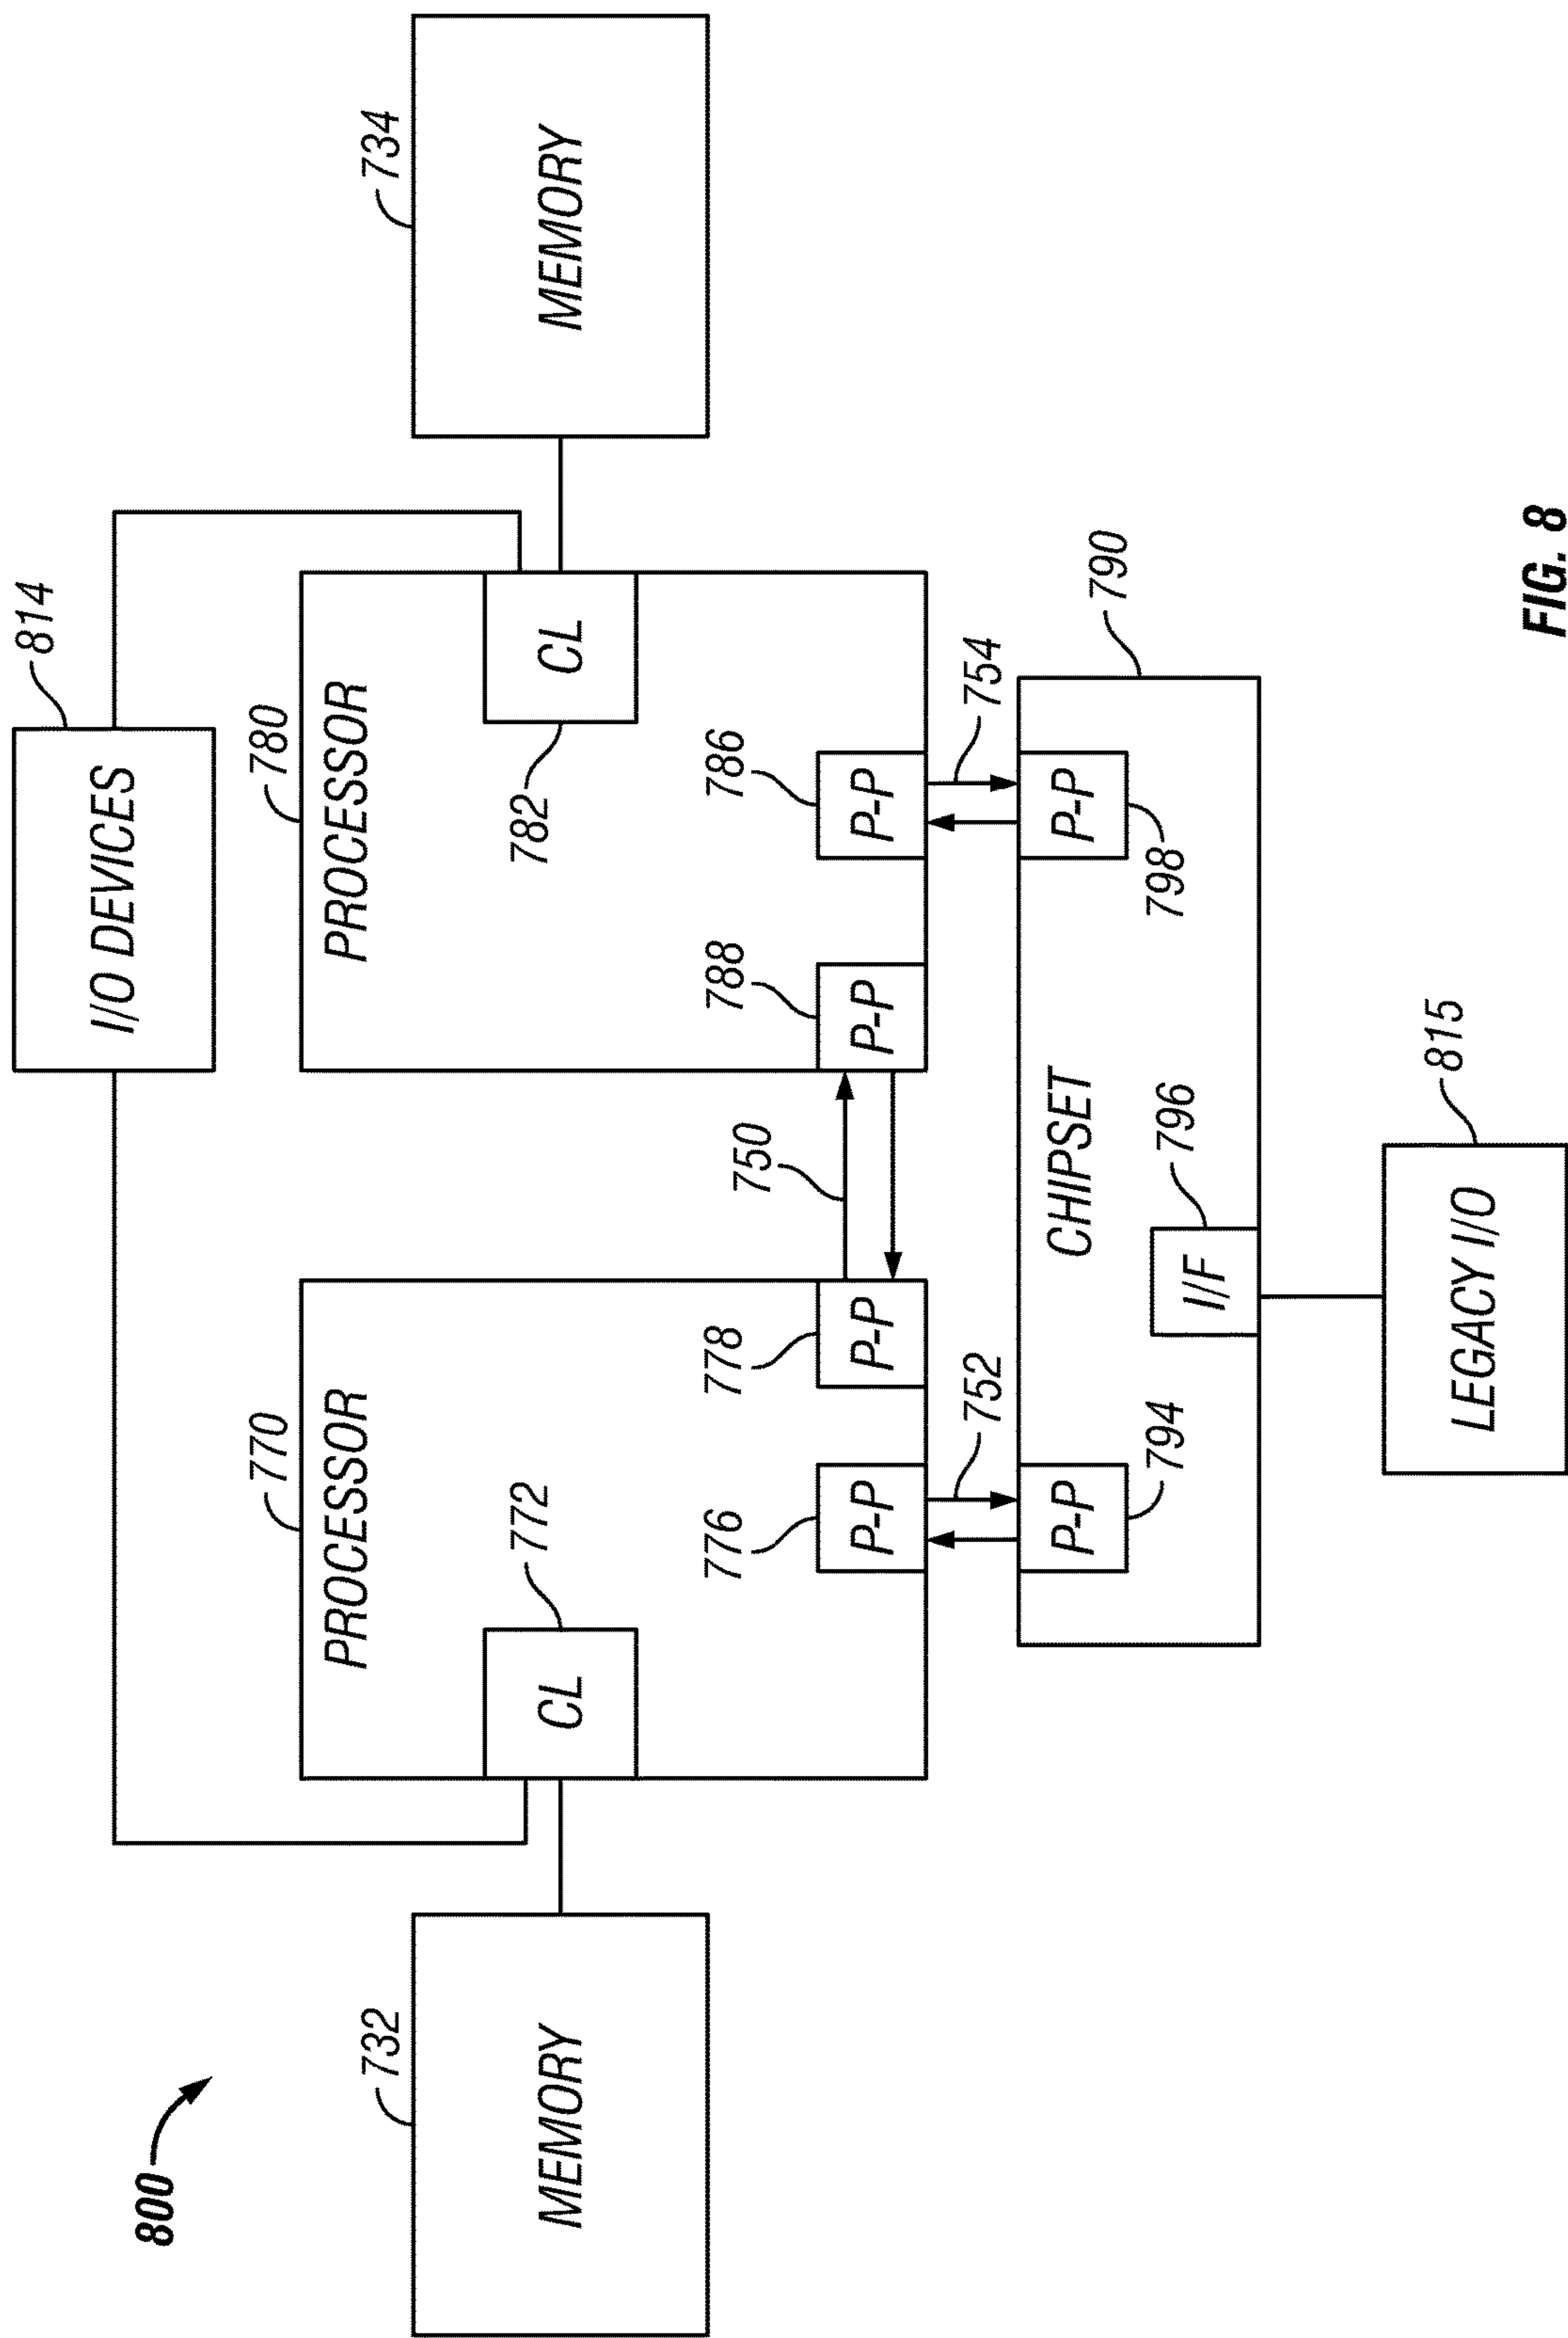 800
814
I/O DEVICES
770
780
PROCESSOR
PROCESSOR
732
734
MEMORY
CL
772
782
CL
MEMORY
776
778
750
788
786
P-P
P-P
P-P
P-P
752
754
P-P
CHIPSET
P-P
790
794
796
798
I/F
815
LEGACY I/O
FIG. 8